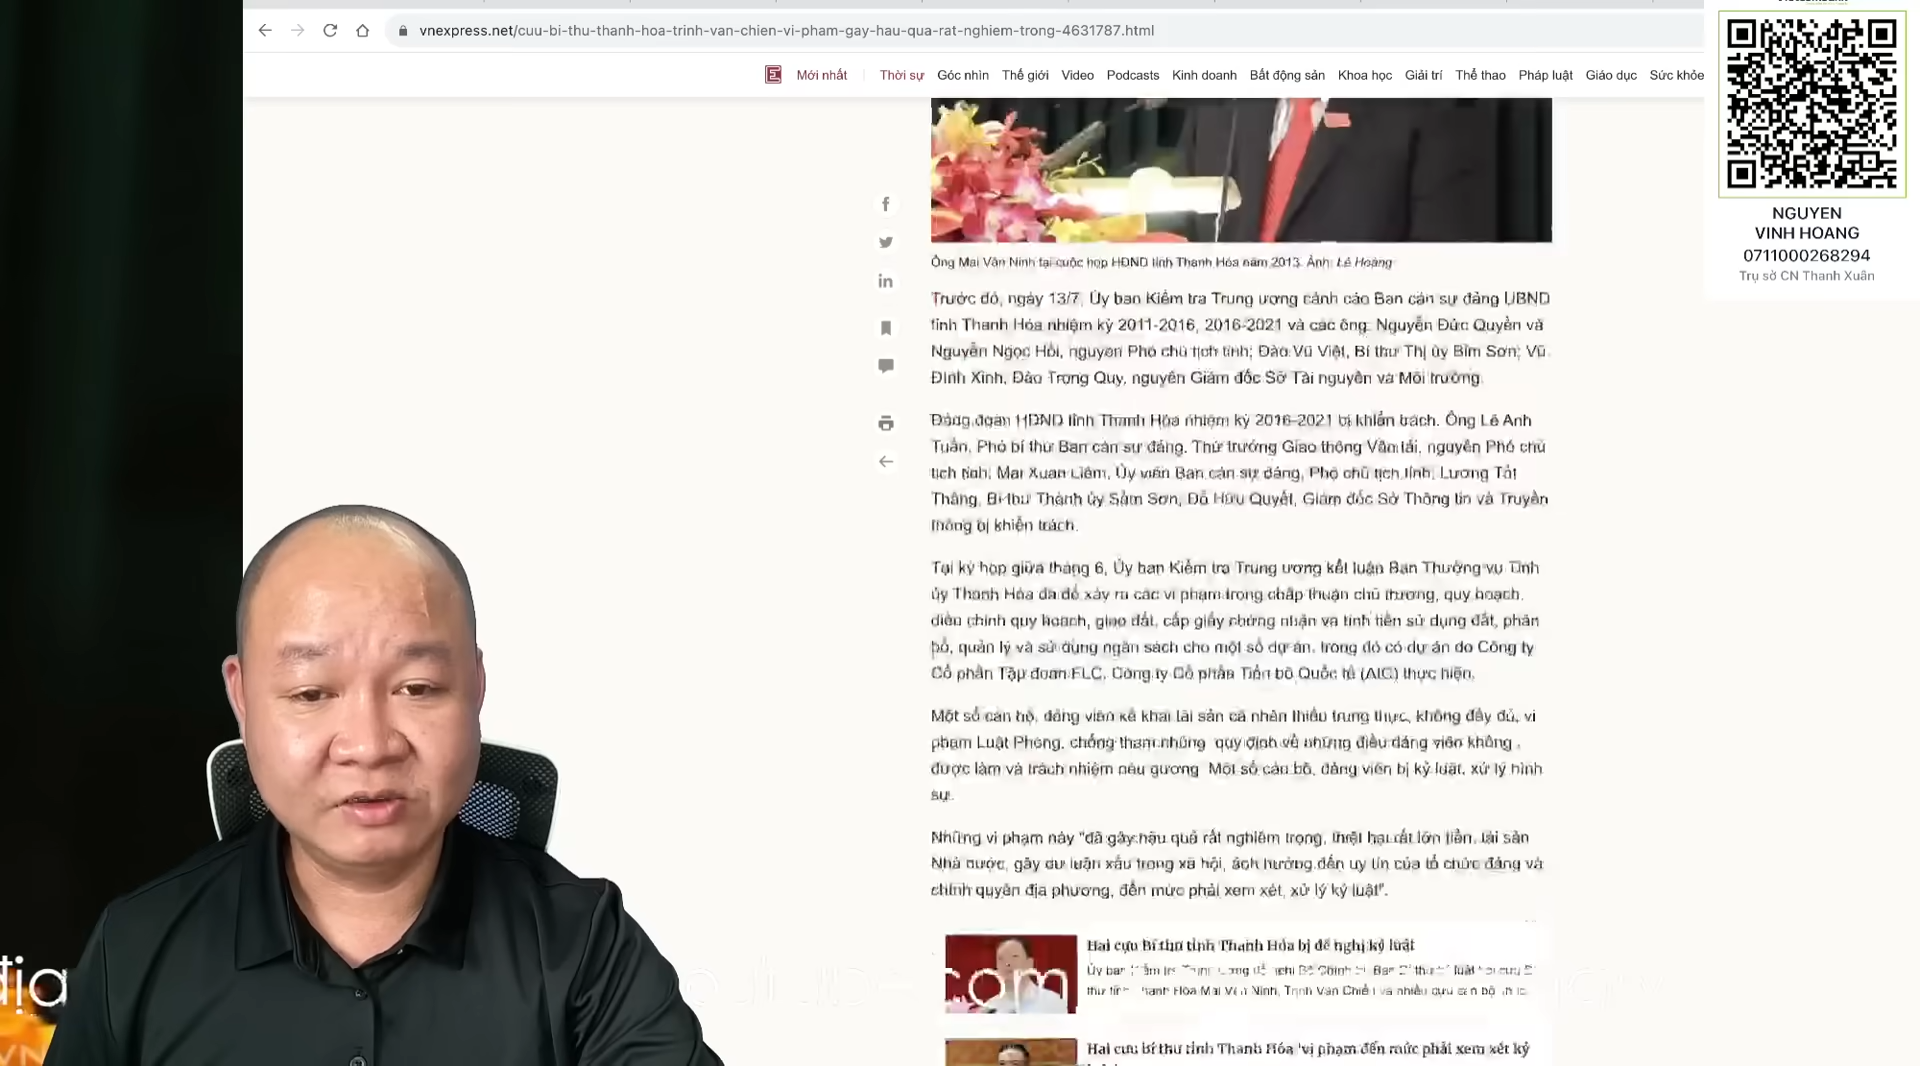 vnexpress.net/cuu-bi-thu-thanh-hoa-trinh-van-chien-vi-pham-gay-hau-qua-rat-nghiem-trong-4631787.html
Mới nhất Thời sự Góc nhìn Thế giới Video Podcasts Kinh doanh Bất động sản Khoa học Giải trí Thể thao Pháp luật Giáo dục Sức khỏe
NGUYEN
VINH HOANG
0711000268294
Trụ sở CN Thanh Xuân
Ông Mai Văn Ninh tại cuộc họp HĐND tỉnh Thanh Hóa năm 2013. Ảnh: Lê Hoàng
Trước đó, ngày 13/7, Ủy ban Kiểm tra Trung ương cảnh cáo Ban cán sự đảng UBND
tỉnh Thanh Hóa nhiệm kỳ 2011-2016, 2016-2021 và các ông: Nguyễn Đức Quyền và
Nguyễn Ngọc Hồi, nguyên Phó chủ tịch tỉnh; Đào Vũ Việt, Bí thư Thị ủy Bỉm Sơn; Vũ
Đình Xinh, Đào Trọng Quy, nguyên Giám đốc Sở Tài nguyên và Môi trường.
Đảng đoàn HĐND tỉnh Thanh Hóa nhiệm kỳ 2016-2021 bị khiển trách. Ông Lê Anh
Tuấn, Phó bí thư Ban cán sự đảng, Thứ trưởng Giao thông Vận tải, nguyên Phó chủ
tịch tỉnh; Mai Xuân Liêm, Ủy viên Ban cán sự đảng, Phó chủ tịch tỉnh; Lương Tất
Thắng, Bí thư Thành ủy Sầm Sơn, Đỗ Hữu Quyết, Giám đốc Sở Thông tin và Truyền
thông bị khiển trách.
Tại kỳ họp giữa tháng 6, Ủy ban Kiểm tra Trung ương kết luận Ban Thường vụ Tỉnh
ủy Thanh Hóa đã để xảy ra các vi phạm trong chấp thuận chủ trương, quy hoạch,
điều chỉnh quy hoạch, giao đất, cấp giấy chứng nhận và tính tiền sử dụng đất, phân
bổ, quản lý và sử dụng ngân sách cho một số dự án, trong đó có dự án do Công ty
Cổ phần Tập đoàn FLC, Công ty Cổ phần Tiến bộ Quốc tế (AIC) thực hiện.
Một số cán bộ, đảng viên kê khai tài sản cá nhân thiếu trung thực, không đầy đủ, vi
phạm Luật Phòng, chống tham nhũng, quy định về những điều đảng viên không
được làm và trách nhiệm nêu gương. Một số cán bộ, đảng viên bị kỷ luật, xử lý hình
sự.
Những vi phạm này "đã gây hậu quả rất nghiêm trọng, thiệt hại rất lớn tiền, tài sản
Nhà nước, gây dư luận xấu trong xã hội, ảnh hưởng đến uy tín của tổ chức đảng và
chính quyền địa phương, đến mức phải xem xét, xử lý kỷ luật".
Hai cựu Bí thư tỉnh Thanh Hóa bị đề nghị kỷ luật
Hai cựu bí thư tỉnh Thanh Hóa 'vi phạm đến mức phải xem xét kỷ
địa
com